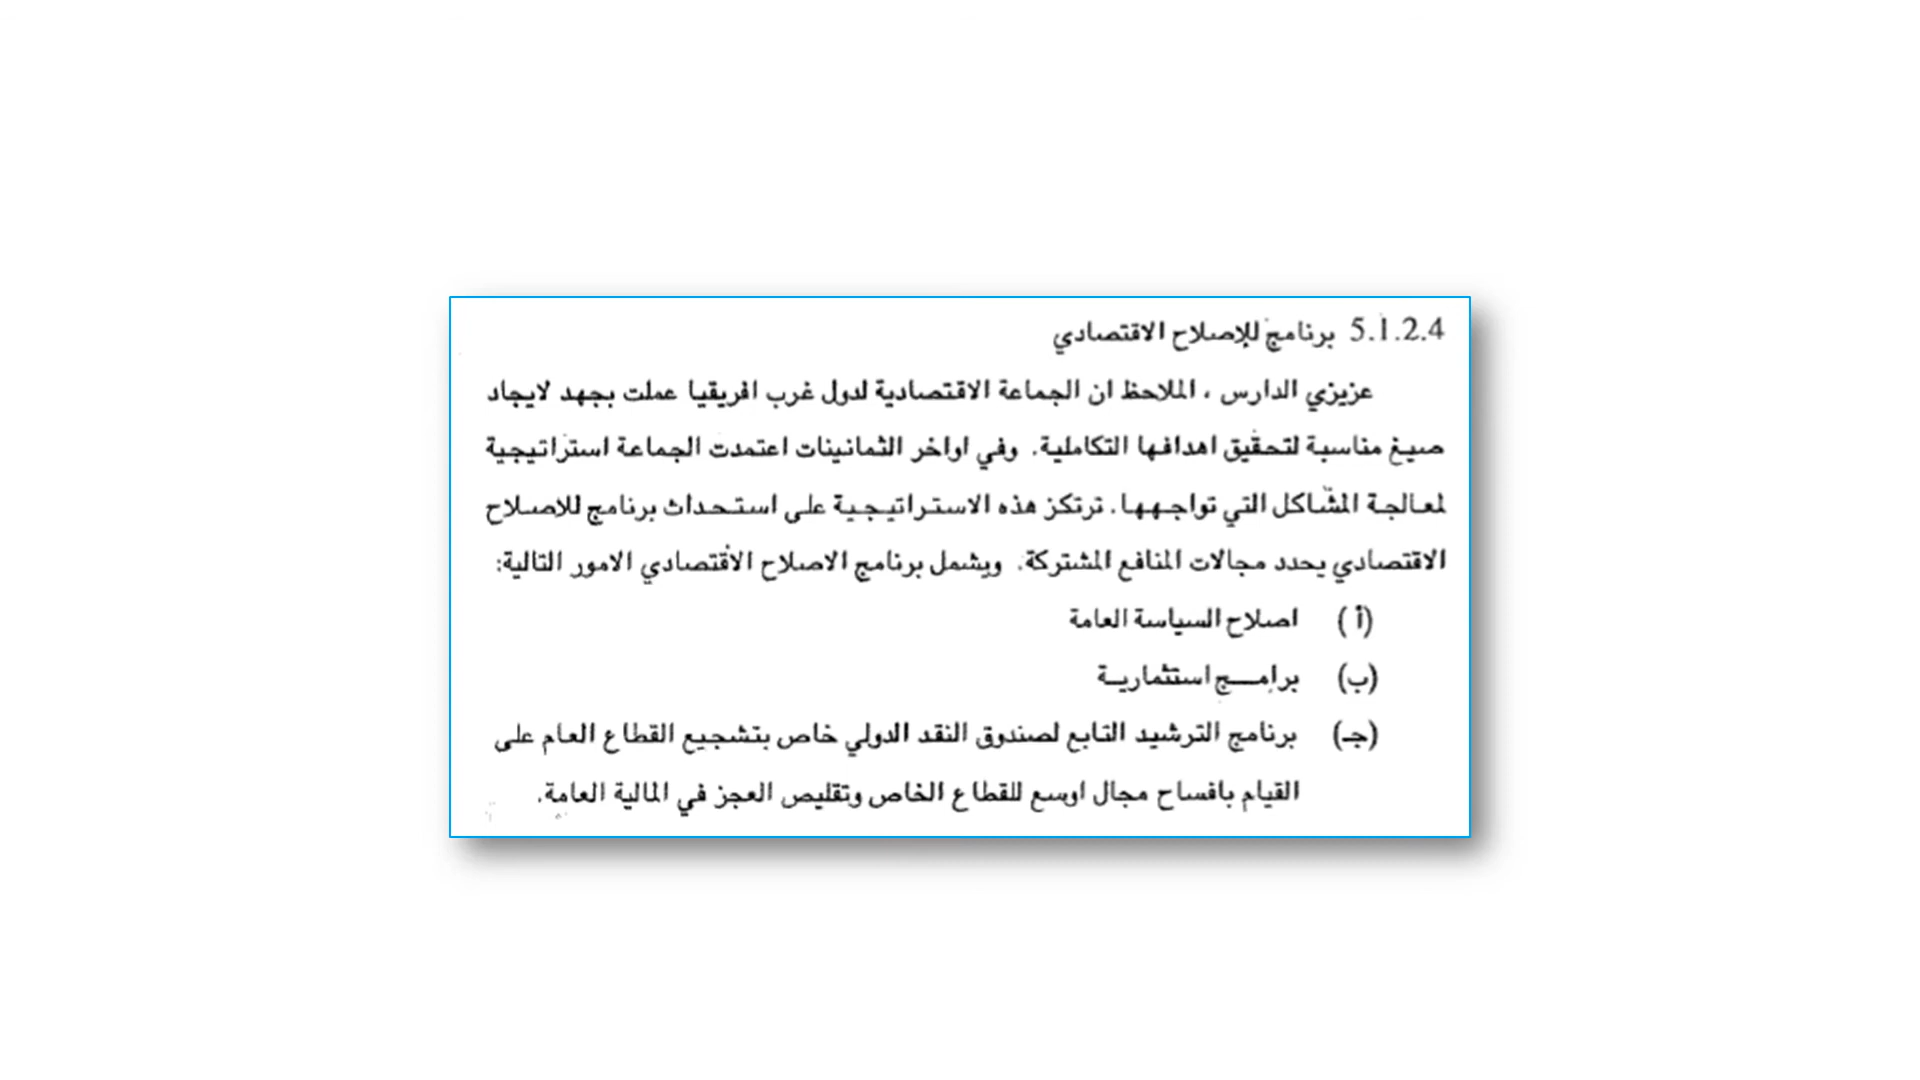 5.1.2.4 برنامج للإصلاح الاقتصادي
عزيزي الدارس ، الملاحظ ان الجماعة الاقتصادية لدول غرب افريقيا عملت بجهد لايجاد
صيغ مناسبة لتحقيق اهدافها التكاملية. وفي اواخر الثمانينات اعتمدت الجماعة استراتيجية
لمعالجة المشاكل التي تواجهها. ترتكز هذه الاستراتيجية على استحداث برنامج للاصلاح
الاقتصادي يحدد مجالات المنافع المشتركة. ويشمل برنامج الاصلاح الاقتصادي الامور التالية:
(أ) اصلاح السياسة العامة
(ب) برامج استثمارية
(جـ) برنامج الترشيد التابع لصندوق النقد الدولي خاص بتشجيع القطاع العام على
القيام بافساح مجال اوسع للقطاع الخاص وتقليص العجز في المالية العامة.